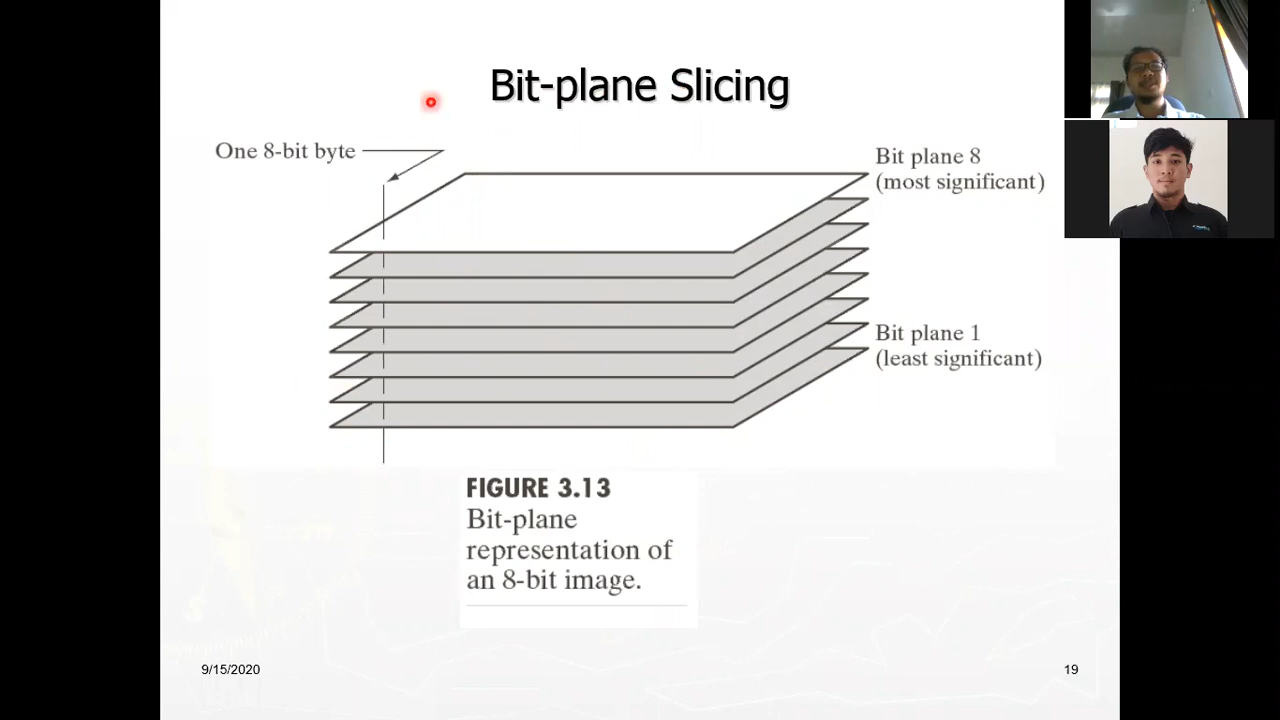 Bit-plane Slicing
One 8-bit byte
Bit plane 8
(most significant)
Bit plane 1
(least significant)
FIGURE 3.13
Bit-plane
representation of
an 8-bit image.
9/15/2020
19